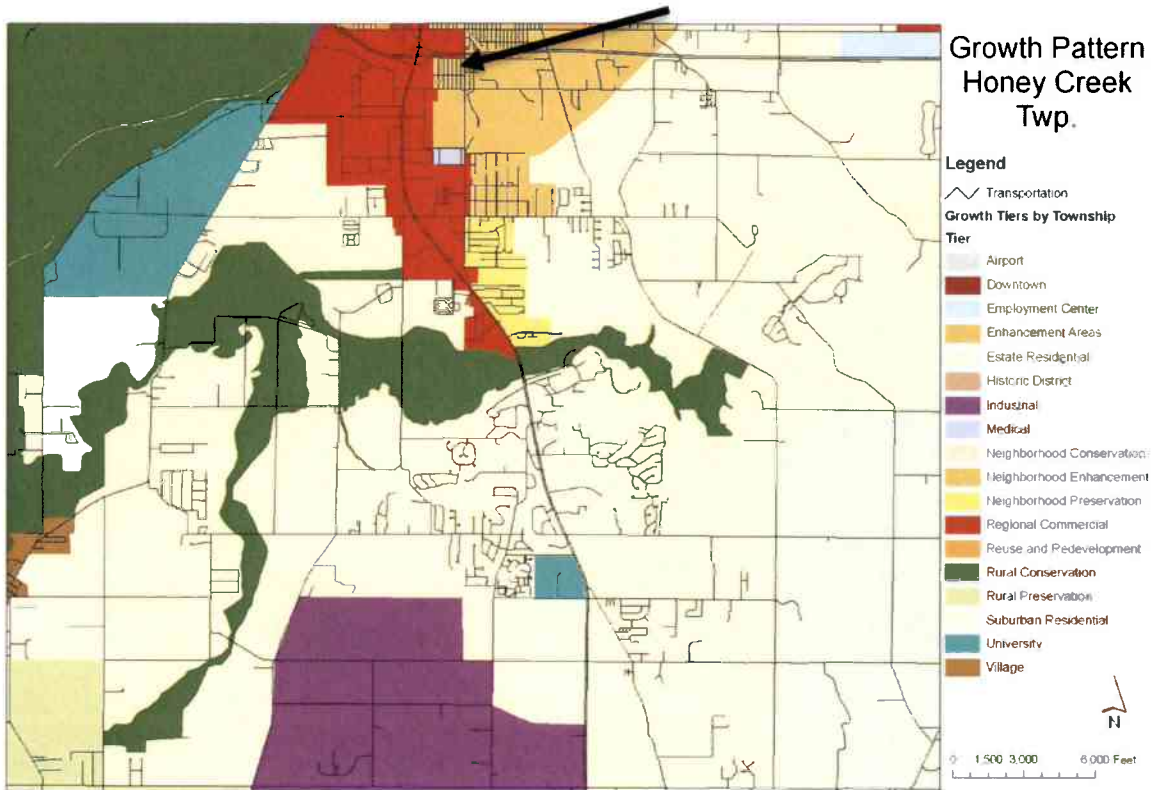 Growth Pattern
Honey Creek
Twp.
Legend
Transportation
Growth Tiers by Township
Tier
Airport
Downtown
Employment Center
Enhancement Areas
Estate Residential
Historic District
Industrial
Medical
Neighborhood Conservation
Neighborhood Enhancement
Neighborhood Preservation
Regional Commercial
Reuse and Redevelopment
Rural Conservation
Rural Preservation
Suburban Residential
University
Village
N
0 1,500 3,000 6,000 Feet